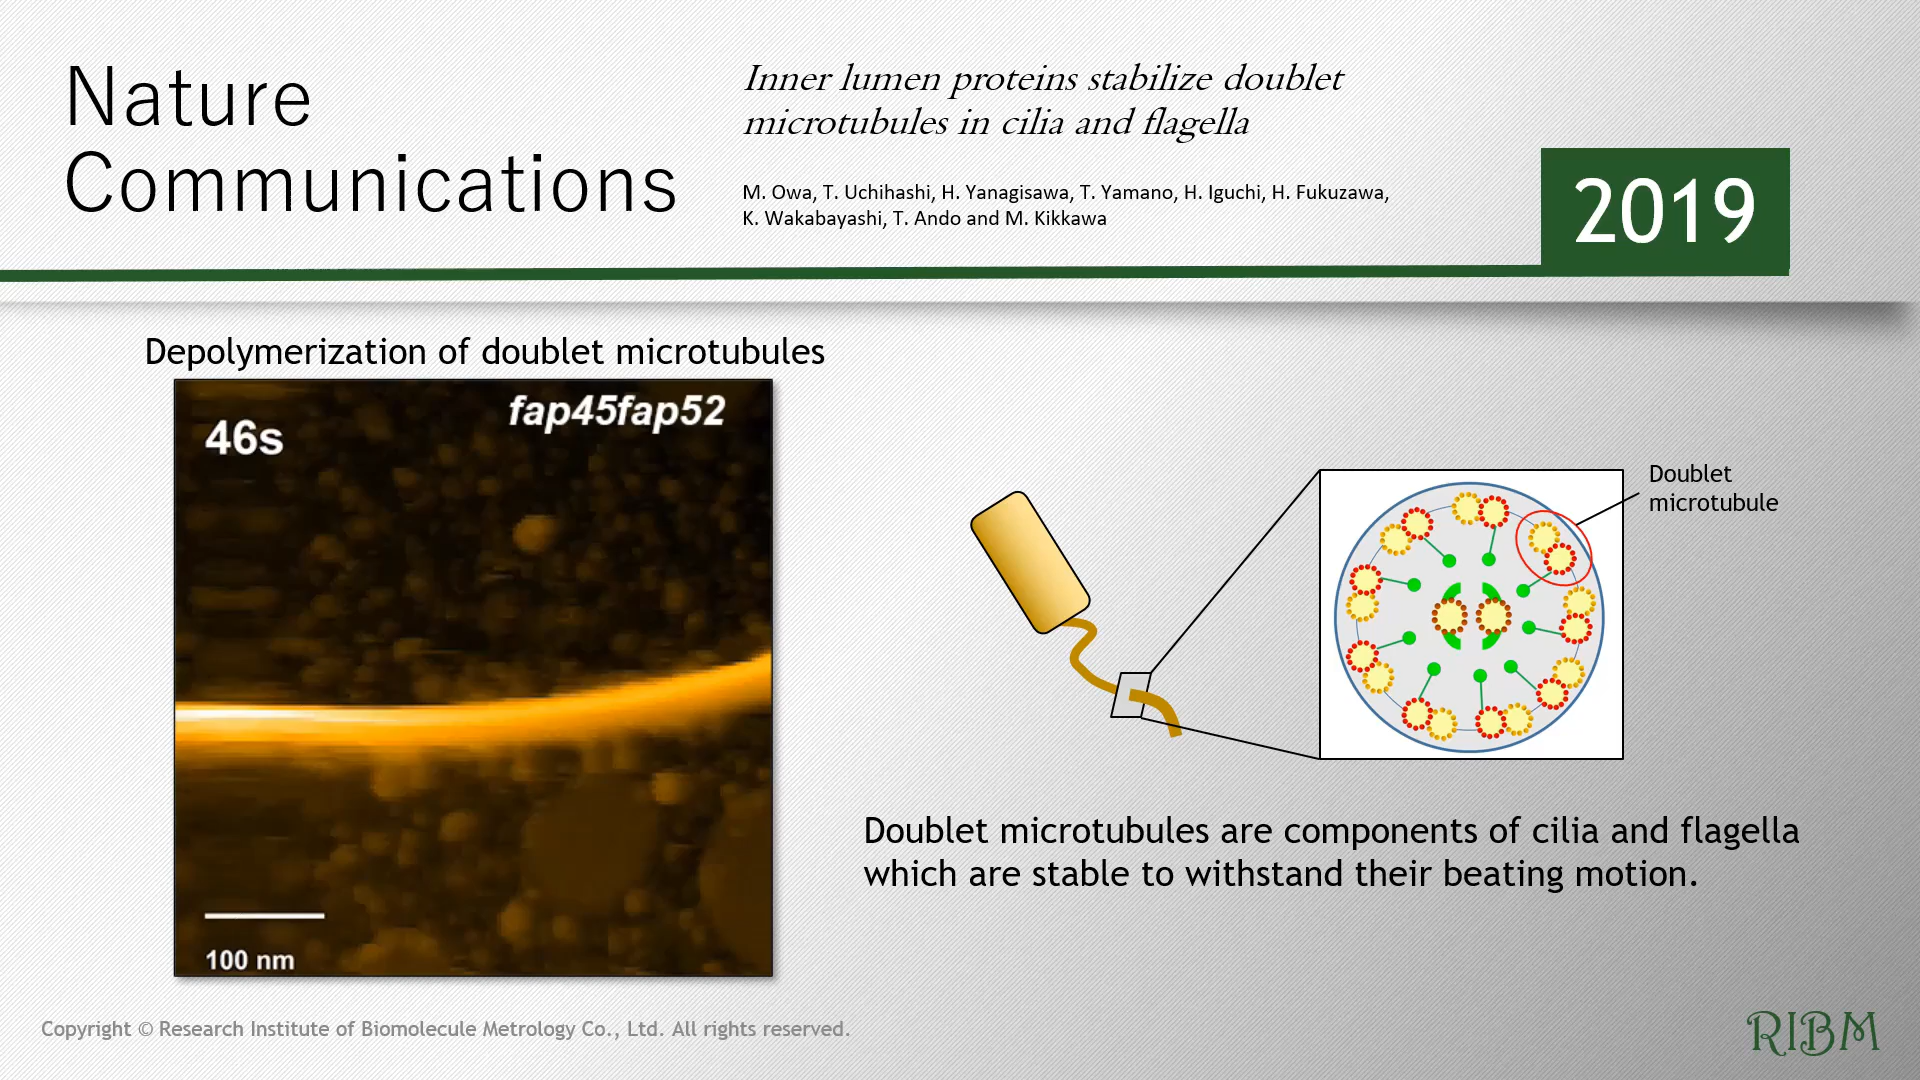 Nature
Communications
Inner lumen proteins stabilize doublet
microtubules in cilia and flagella
M. Owa, T. Uchihashi, H. Yanagisawa, T. Yamano, H. Iguchi, H. Fukuzawa,
K. Wakabayashi, T. Ando and M. Kikkawa
2019
Depolymerization of doublet microtubules
fap45fap52
46s
100 nm
Doublet
microtubule
Doublet microtubules are components of cilia and flagella
which are stable to withstand their beating motion.
Copyright © Research Institute of Biomolecule Metrology Co., Ltd. All rights reserved.
RIBM